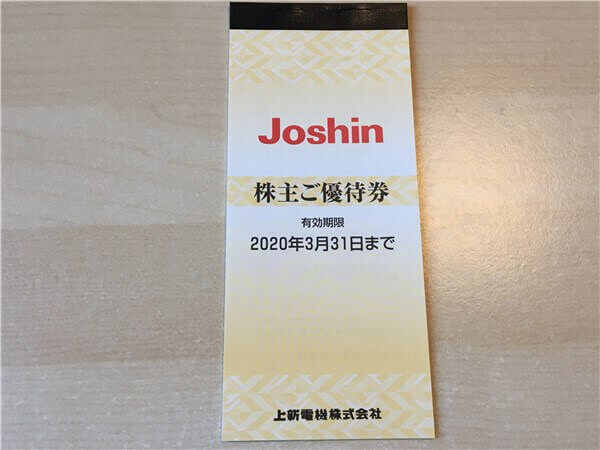 Joshin
株主ご優待券
有効期限
2020年3月31日まで
上新電機株式会社